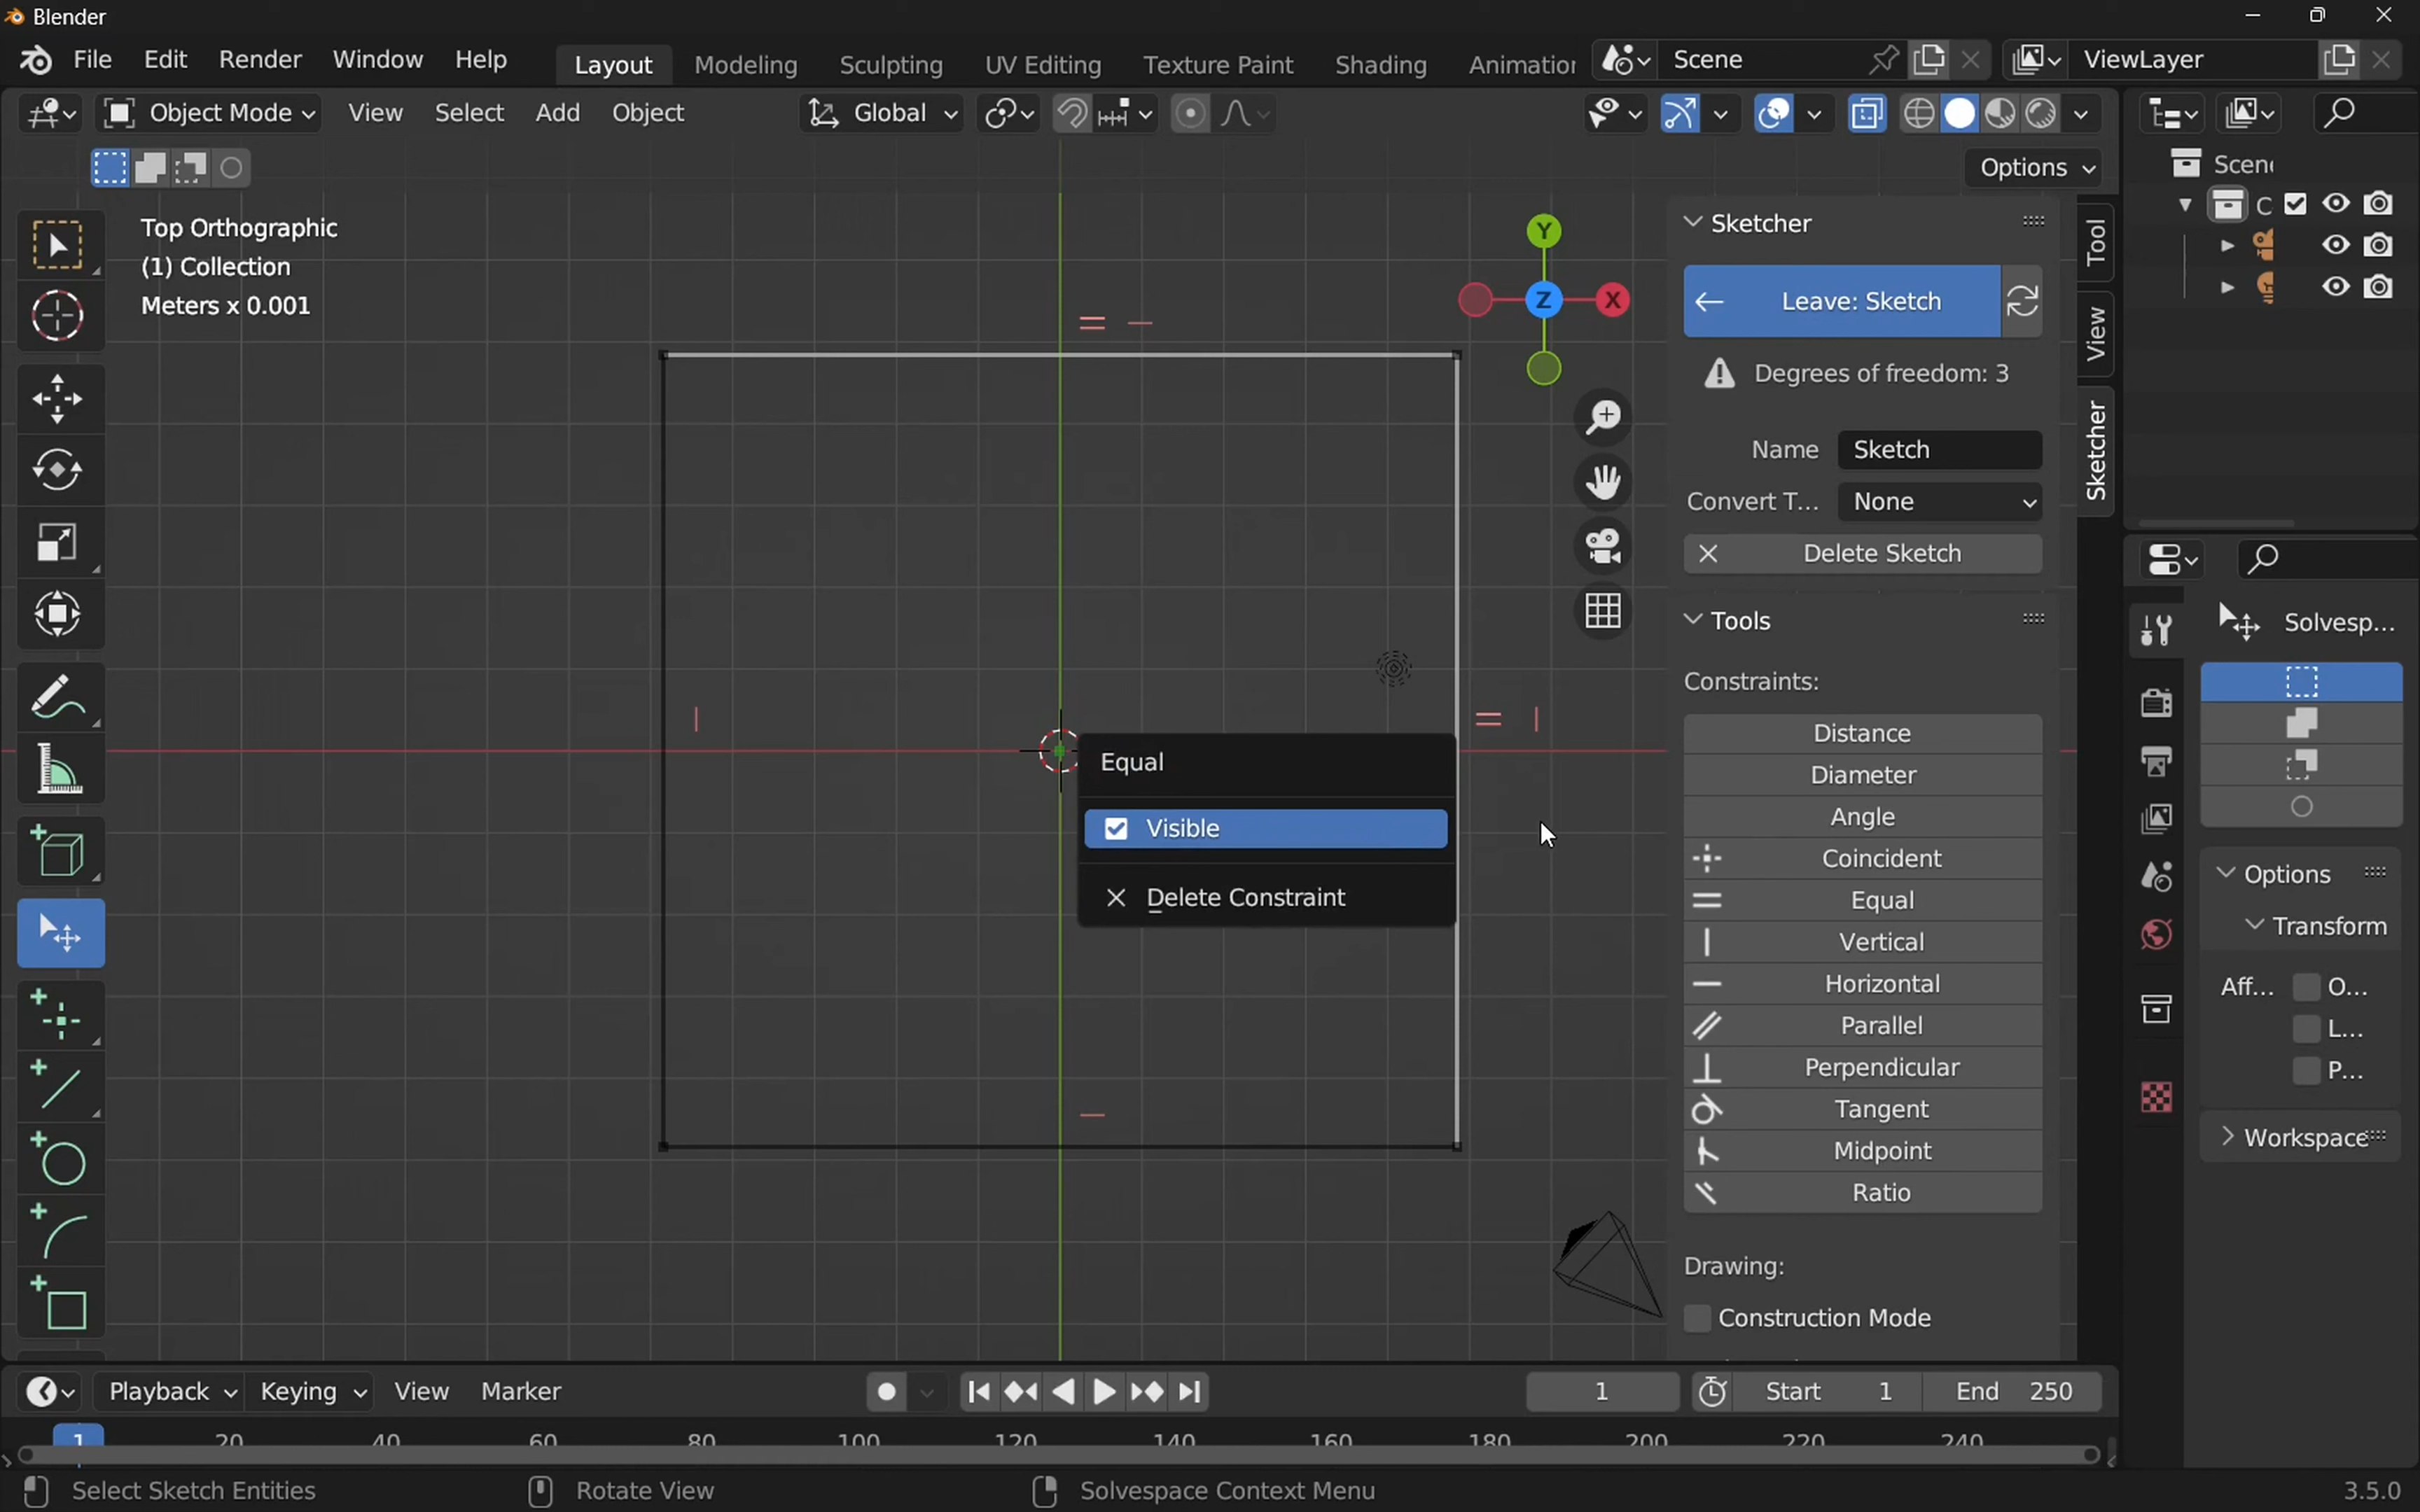 Blender
File Edit Render Window Help Layout Modeling Sculpting UV Editing Texture Paint Shading Animation Scene ViewLayer
Object Mode View Select Add Object Global
Options
Top Orthographic
(1) Collection
Meters x 0.001
Y
Z X
Sketcher
Leave: Sketch
Degrees of freedom: 3
Name Sketch
Convert T... None
Delete Sketch
Tools
Constraints:
Distance
Diameter
Angle
Coincident
Equal
Vertical
Horizontal
Parallel
Perpendicular
Tangent
Midpoint
Ratio
Drawing:
Construction Mode
Tool
View
Sketcher
Equal
Visible
Delete Constraint
Scene
C
Solvesp...
Options
Transform
Aff... O...
L...
P...
Workspace
Playback Keying View Marker 1 Start 1 End 250
1 20 40 60 80 100 120 140 160 180 200 220 240
Select Sketch Entities Rotate View Solvespace Context Menu 3.5.0